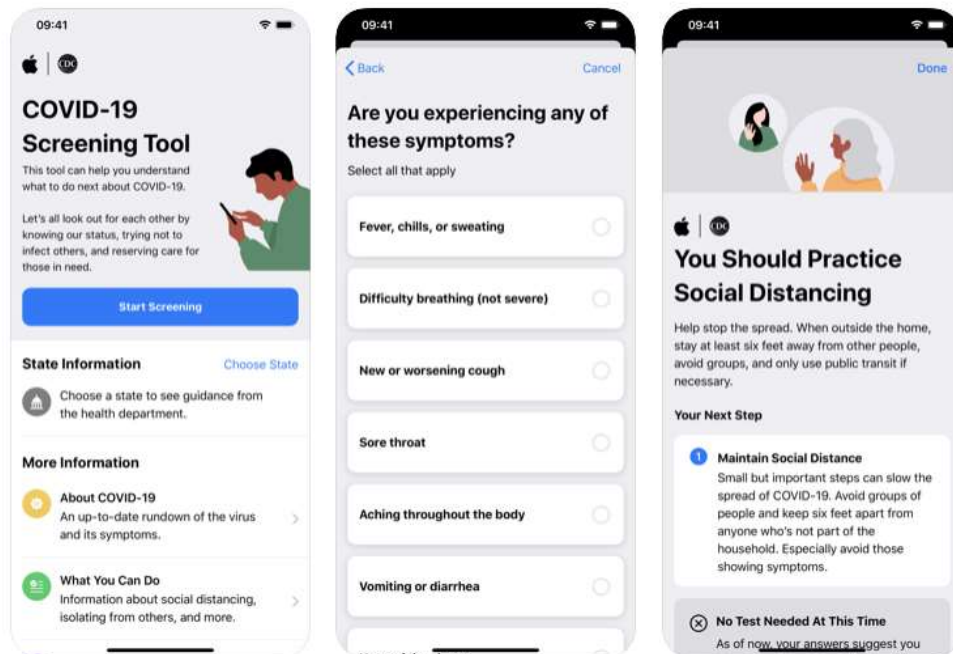 09:41
CDC
COVID-19
Screening Tool
This tool can help you understand
what to do next about COVID-19.
Let's all look out for each other by
knowing our status, trying not to
infect others, and reserving care for
those in need.
Start Screening
State Information
Choose State
Choose a state to see guidance from
the health department.
More Information
About COVID-19
An up-to-date rundown of the virus
and its symptoms.
What You Can Do
Information about social distancing,
isolating from others, and more.
09:41
Back
Cancel
Are you experiencing any of
these symptoms?
Select all that apply
Fever, chills, or sweating
Difficulty breathing (not severe)
New or worsening cough
Sore throat
Aching throughout the body
Vomiting or diarrhea
09:41
Done
CDC
You Should Practice
Social Distancing
Help stop the spread. When outside the home,
stay at least six feet away from other people,
avoid groups, and only use public transit if
necessary.
Your Next Step
1
Maintain Social Distance
Small but important steps can slow the
spread of COVID-19. Avoid groups of
people and keep six feet apart from
anyone who's not part of the
household. Especially avoid those
showing symptoms.
No Test Needed At This Time
As of now, your answers suggest you